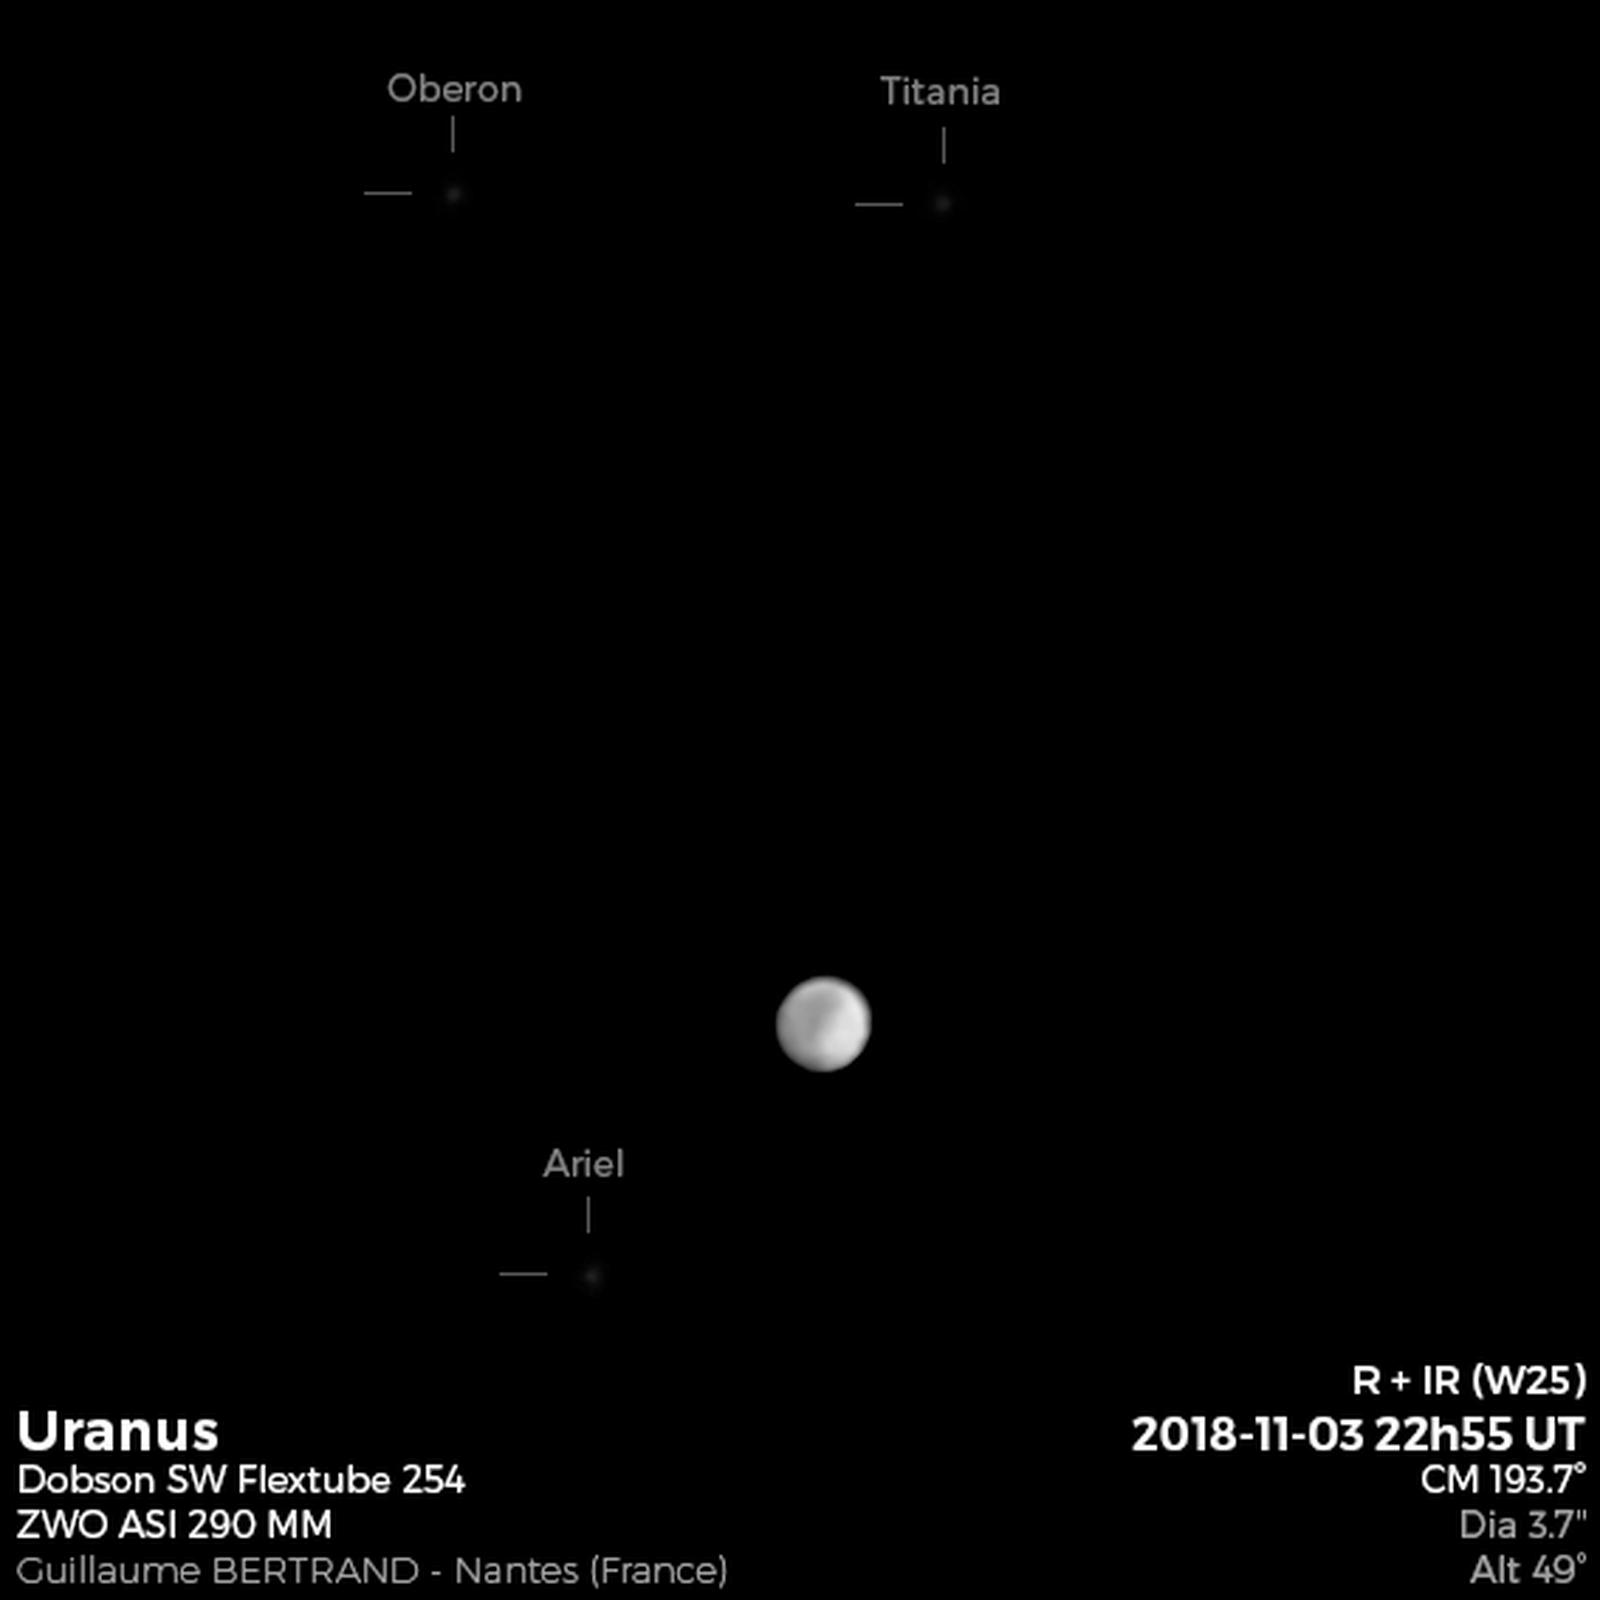 Oberon
Titania
Ariel
R + IR (W25)
Uranus
2018-11-03 22h55 UT
Dobson SW Flextube 254
CM 193.7°
ZWO ASI 290 MM
Dia 3.7"
Guillaume BERTRAND - Nantes (France)
Alt 49°